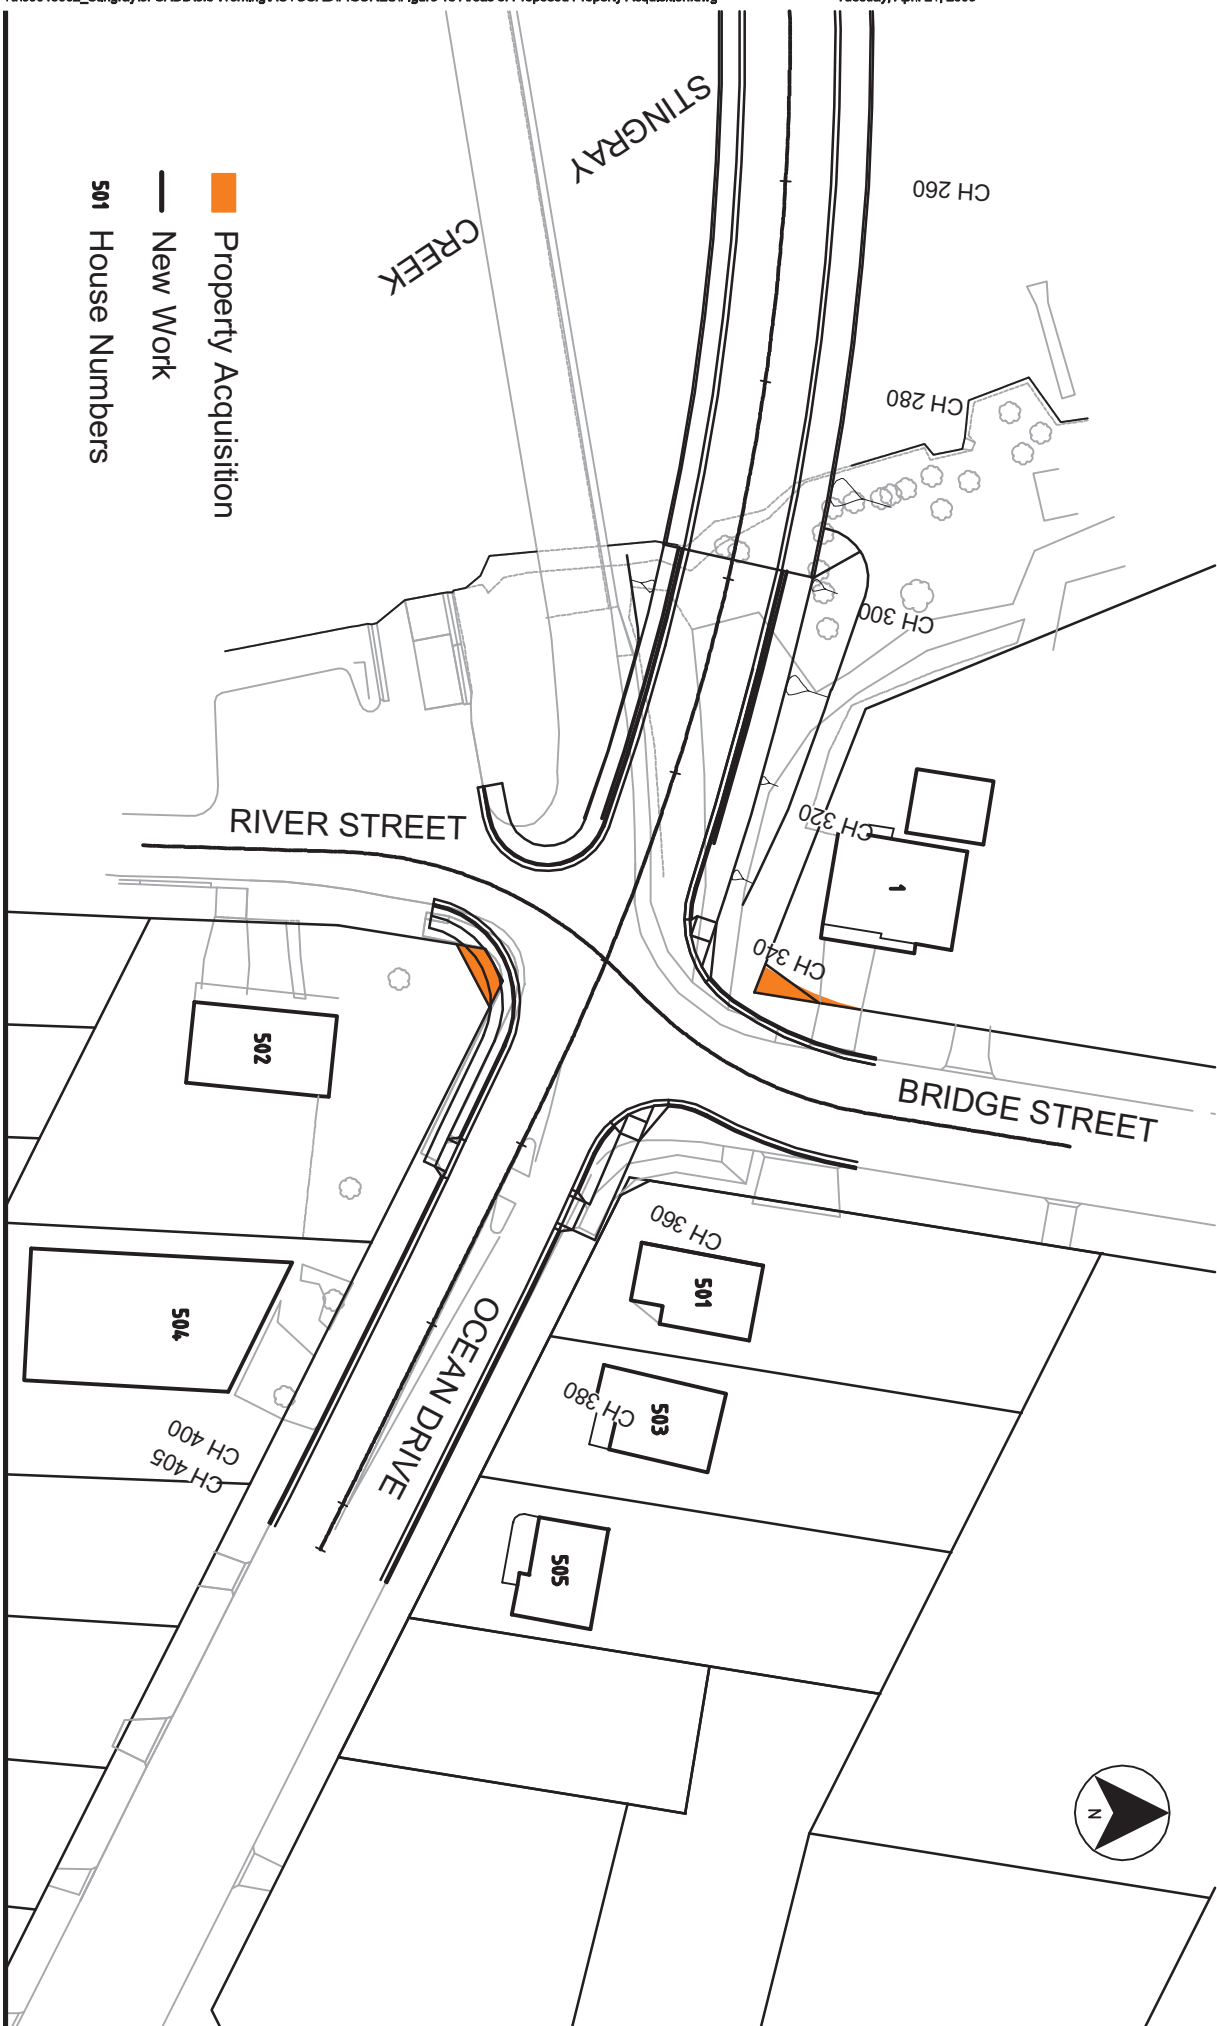 STINGRAY
CREEK
CH 260
CH 280
CH 300
CH 320
CH 340
CH 360
CH 380
CH 400
CH 405
Property Acquisition
New Work
501 House Numbers
RIVER STREET
BRIDGE STREET
OCEAN DRIVE
1
502
504
501
503
505
N